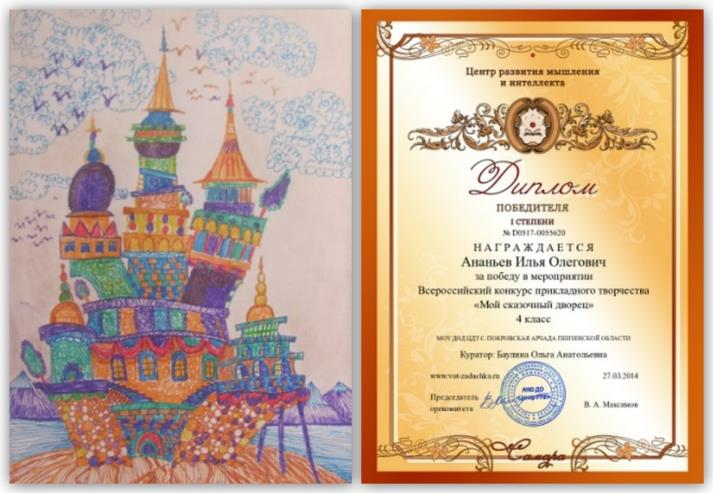 Центр развития мышления
и интеллекта
Диплом
ПОБЕДИТЕЛЯ
I СТЕПЕНИ
№ D0517-0055620
НАГРАЖДАЕТСЯ
Ананьев Илья Олегович
за победу в мероприятии
Всероссийский конкурс прикладного творчества
«Мой сказочный дворец»
4 класс
МОУ ДОД ЦДТ С. ПОКРОВСКАЯ АРЧАДА ПЕНЗЕНСКОЙ ОБЛАСТИ
Куратор: Баулина Ольга Анатольевна
www.vot-zadachka.ru 27.03.2014
Председатель
оргкомитета
В. А. Максимов
АНО ДО
Самара